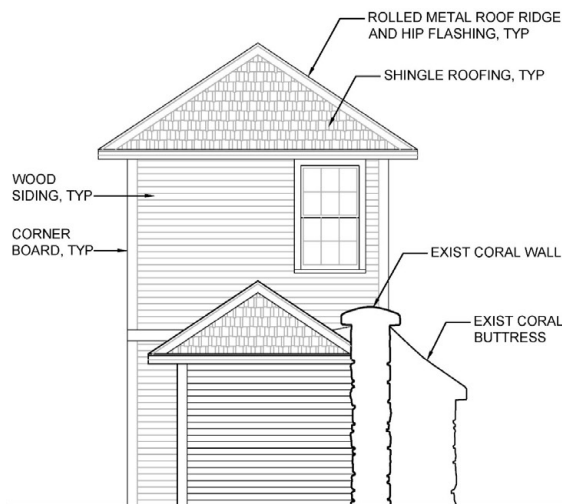 ROLLED METAL ROOF RIDGE
AND HIP FLASHING, TYP
SHINGLE ROOFING, TYP
WOOD
SIDING, TYP
CORNER
BOARD, TYP
EXIST CORAL WALL
EXIST CORAL
BUTTRESS